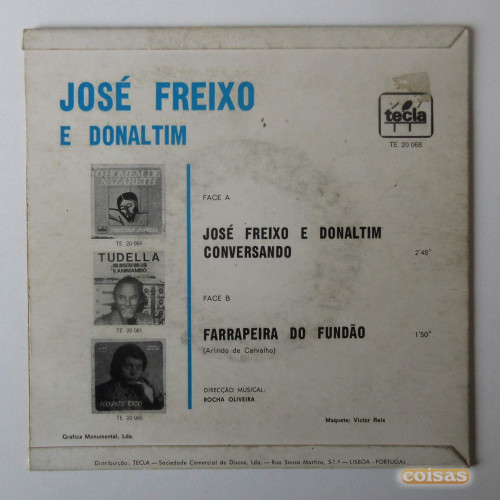 JOSÉ FREIXO
E DONALTIM
tecla
TE 20 068
O HOMEM DE
NAZARETH
TE 20 064
TUDELLA
E ANIMAMBO
TE 20 061
TE 20 060
FACE A
JOSÉ FREIXO E DONALTIM
CONVERSANDO
2'48"
FACE B
FARRAPEIRA DO FUNDÃO
1'50"
(Arlindo de Carvalho)
DIRECÇÃO MUSICAL:
ROCHA OLIVEIRA
Maquete: Victor Reis
Gráfica Monumental, Lda.
Distribuição: TECLA — Sociedade Comercial de Discos, Lda. — Rua Sousa Martins, 5-1.º — LISBOA - PORTUGAL
coisas